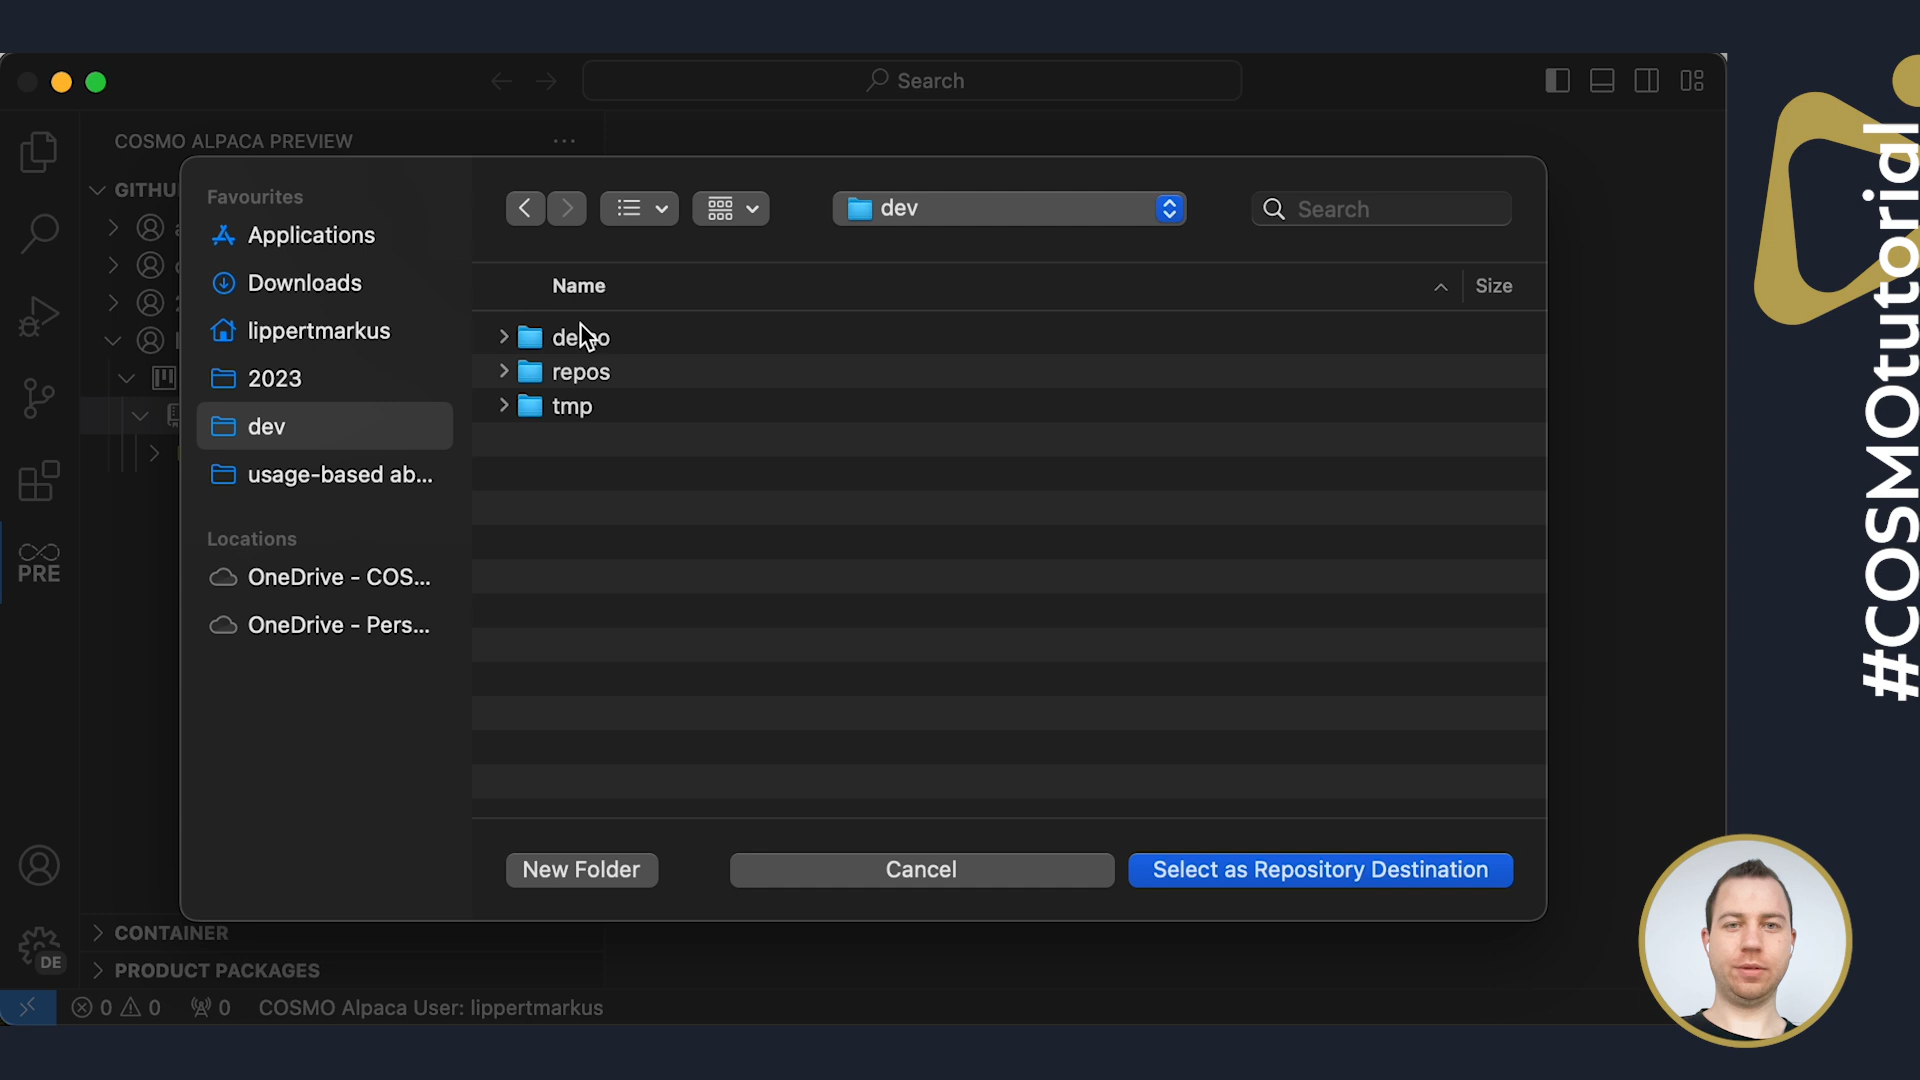 Search
COSMO ALPACA PREVIEW
GITHU
Favourites
Applications
Downloads
lippertmarkus
2023
dev
usage-based ab...
Locations
OneDrive - COS...
OneDrive - Pers...
dev
Search
Name
Size
demo
repos
tmp
New Folder
Cancel
Select as Repository Destination
PRE
DE
CONTAINER
PRODUCT PACKAGES
0 0 0 COSMO Alpaca User: lippertmarkus
#COSMOtutorial